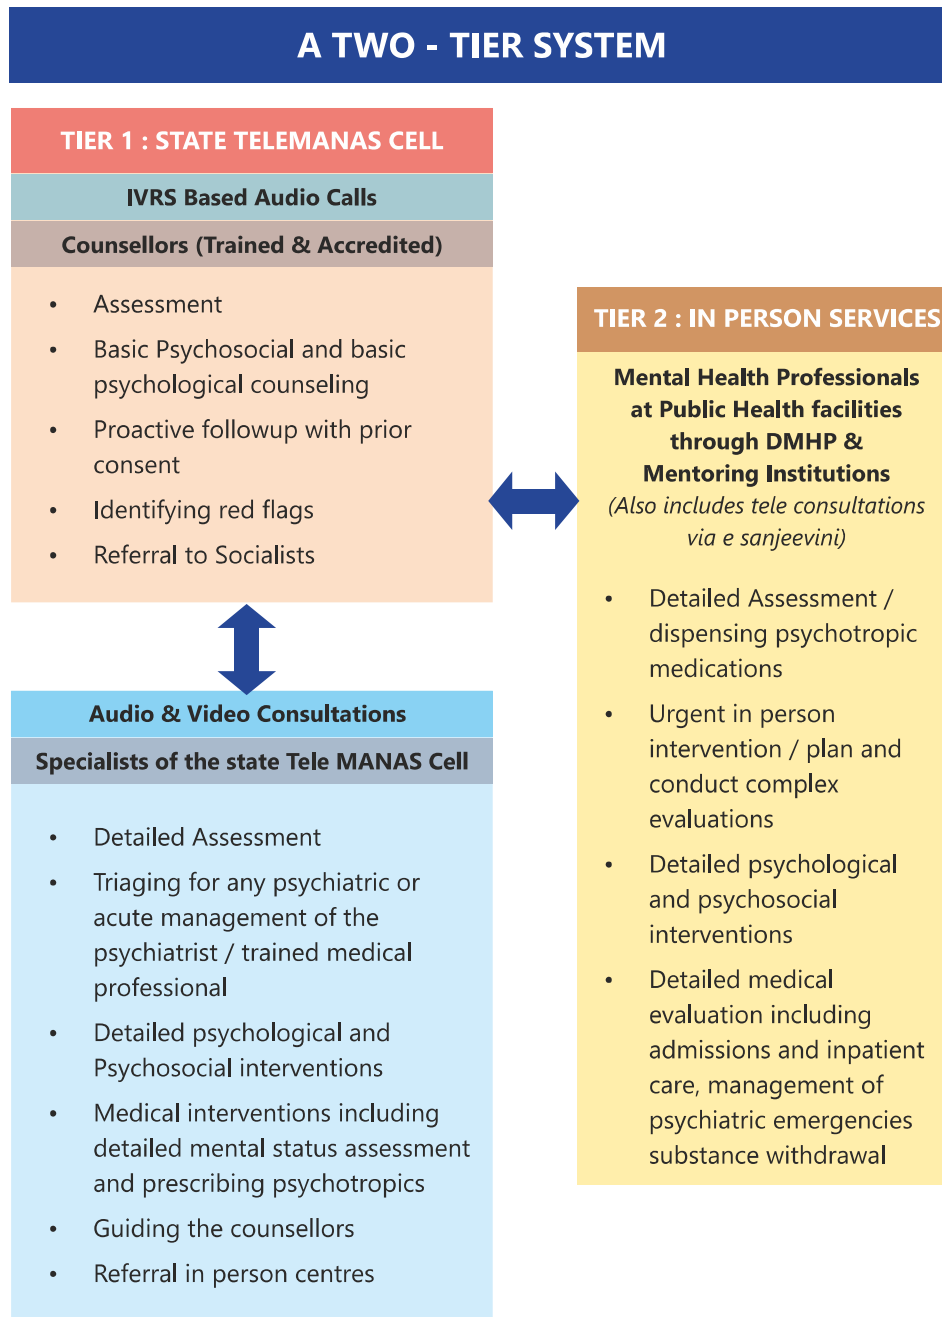 A TWO - TIER SYSTEM
TIER 1 : STATE TELEMANAS CELL
IVRS Based Audio Calls
Counsellors (Trained & Accredited)
• Assessment
• Basic Psychosocial and basic
psychological counseling
• Proactive followup with prior
consent
• Identifying red flags
• Referral to Socialists
Audio & Video Consultations
Specialists of the state Tele MANAS Cell
• Detailed Assessment
• Triaging for any psychiatric or
acute management of the
psychiatrist / trained medical
professional
• Detailed psychological and
Psychosocial interventions
• Medical interventions including
detailed mental status assessment
and prescribing psychotropics
• Guiding the counsellors
• Referral in person centres
TIER 2 : IN PERSON SERVICES
Mental Health Professionals
at Public Health facilities
through DMHP &
Mentoring Institutions
(Also includes tele consultations
via e sanjeevini)
• Detailed Assessment /
dispensing psychotropic
medications
• Urgent in person
intervention / plan and
conduct complex
evaluations
• Detailed psychological
and psychosocial
interventions
• Detailed medical
evaluation including
admissions and inpatient
care, management of
psychiatric emergencies
substance withdrawal